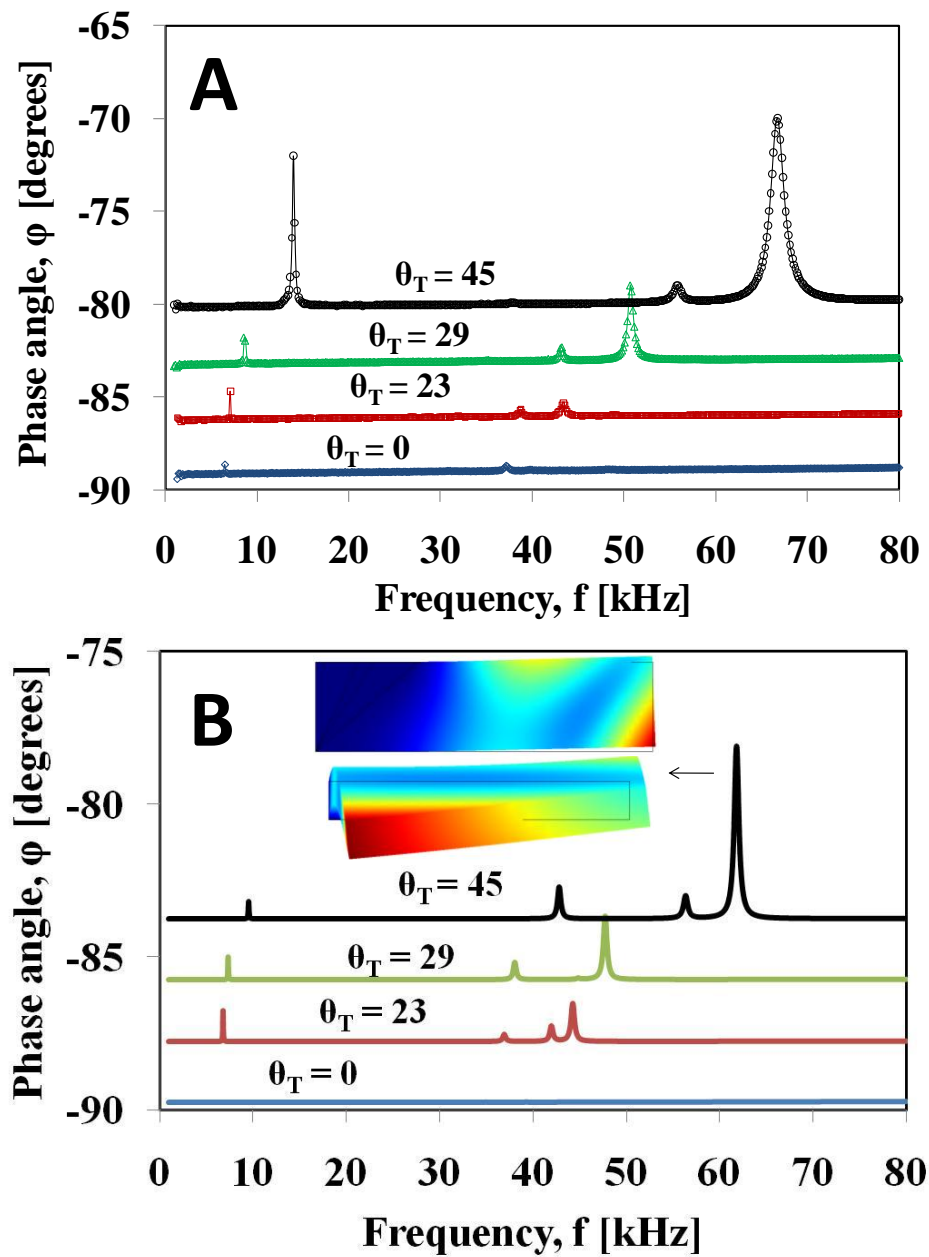 A
Phase angle, φ [degrees]
-65
-70
-75
-80
-85
-90
θT = 45
θT = 29
θT = 23
θT = 0
0 10 20 30 40 50 60 70 80
Frequency, f [kHz]
B
Phase angle, φ [degrees]
-75
-80
-85
-90
θT = 45
θT = 29
θT = 23
θT = 0
0 10 20 30 40 50 60 70 80
Frequency, f [kHz]